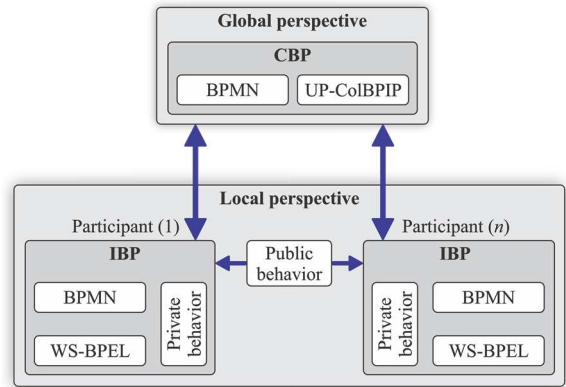 Global perspective
CBP
BPMN
UP-ColBPIP
Local perspective
Participant (1)
Participant (n)
IBP
BPMN
WS-BPEL
Private
behavior
Public
behavior
IBP
Private
behavior
BPMN
WS-BPEL